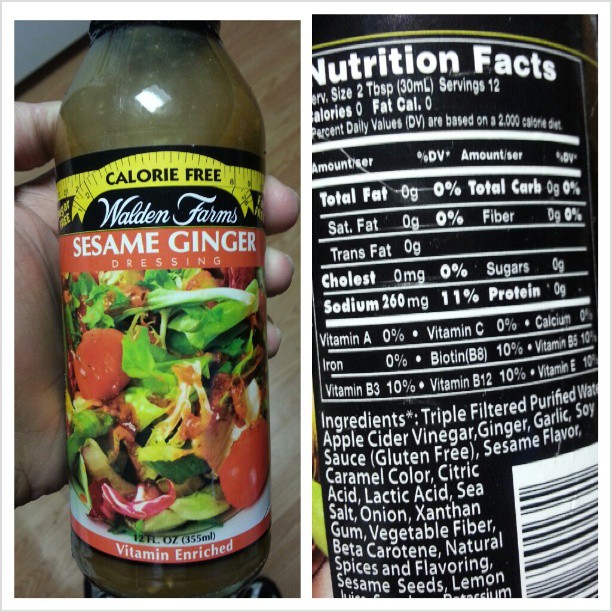 CALORIE FREE
Walden Farms
SESAME GINGER
DRESSING
12 FL. OZ (355ml)
Vitamin Enriched
Nutrition Facts
erv. Size 2 Tbsp (30mL) Servings 12
alories 0 Fat Cal. 0
Percent Daily Values (DV) are based on a 2,000 calorie diet.
Amount/ser %DV* Amount/ser %DV*
Total Fat 0g 0% Total Carb 0g 0%
Sat. Fat 0g 0% Fiber 0g 0%
Trans Fat 0g
Cholest 0mg 0% Sugars 0g
Sodium 260mg 11% Protein 0g
Vitamin A 0% • Vitamin C 0% • Calcium 0%
Iron 0% • Biotin(B8) 10% • Vitamin B5 10%
Vitamin B3 10% • Vitamin B12 10% • Vitamin E 10%
Ingredients*: Triple Filtered Purified Wate
Apple Cider Vinegar, Ginger, Garlic, Soy
Sauce (Gluten Free), Sesame Flavor,
Caramel Color, Citric
Acid, Lactic Acid, Sea
Salt, Onion, Xanthan
Gum, Vegetable Fiber,
Beta Carotene, Natural
Spices and Flavoring,
Sesame Seeds, Lemon
Potassium